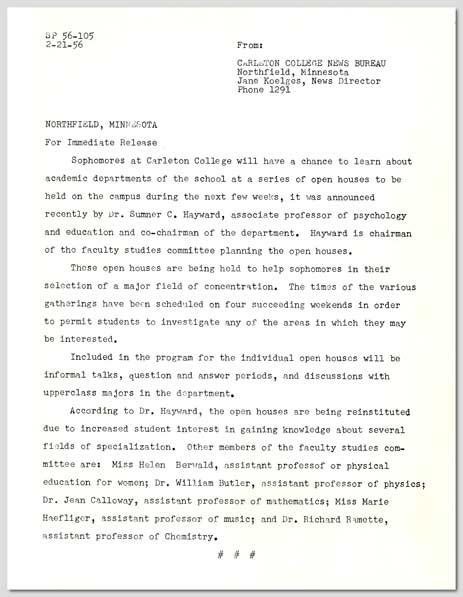 SP 56-105
2-21-56
From:
CARLETON COLLEGE NEWS BUREAU
Northfield, Minnesota
Jane Koelges, News Director
Phone 1291
NORTHFIELD, MINNESOTA
For Immediate Release
Sophomores at Carleton College will have a chance to learn about
academic departments of the school at a series of open houses to be
held on the campus during the next few weeks, it was announced
recently by Dr. Sumner C. Hayward, associate professor of psychology
and education and co-chairman of the department. Hayward is chairman
of the faculty studies committee planning the open houses.
These open houses are being held to help sophomores in their
selection of a major field of concentration. The times of the various
gatherings have been scheduled on four succeeding weekends in order
to permit students to investigate any of the areas in which they may
be interested.
Included in the program for the individual open houses will be
informal talks, question and answer periods, and discussions with
upperclass majors in the department.
According to Dr. Hayward, the open houses are being reinstituted
due to increased student interest in gaining knowledge about several
fields of specialization. Other members of the faculty studies com-
mittee are: Miss Helen Berwald, assistant professof or physical
education for women; Dr. William Butler, assistant professor of physics;
Dr. Jean Calloway, assistant professor of mathematics; Miss Marie
Haefliger, assistant professor of music; and Dr. Richard Ramette,
assistant professor of Chemistry.
# # #